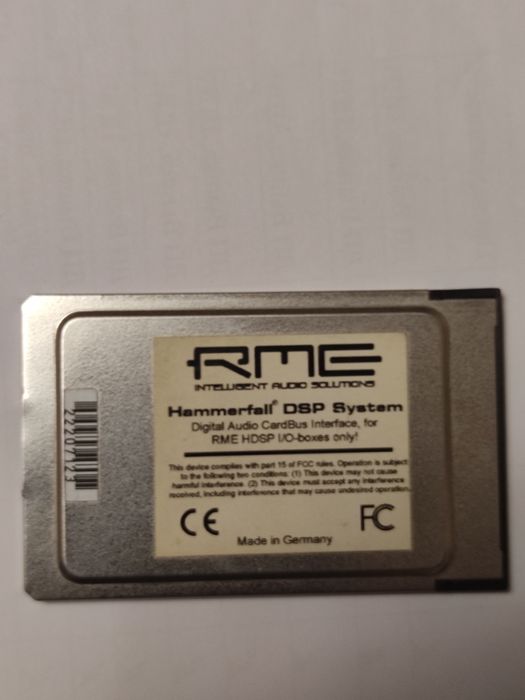 RME
INTELLIGENT AUDIO SOLUTIONS
Hammerfall® DSP System
Digital Audio CardBus Interface, for
RME HDSP I/O-boxes only!
This device complies with part 15 of FCC rules. Operation is subject
to the following two conditions: (1) This device may not cause
harmful interference. (2) This device must accept any interference
received, including interference that may cause undesired operation.
CE
FC
Made in Germany
22207123